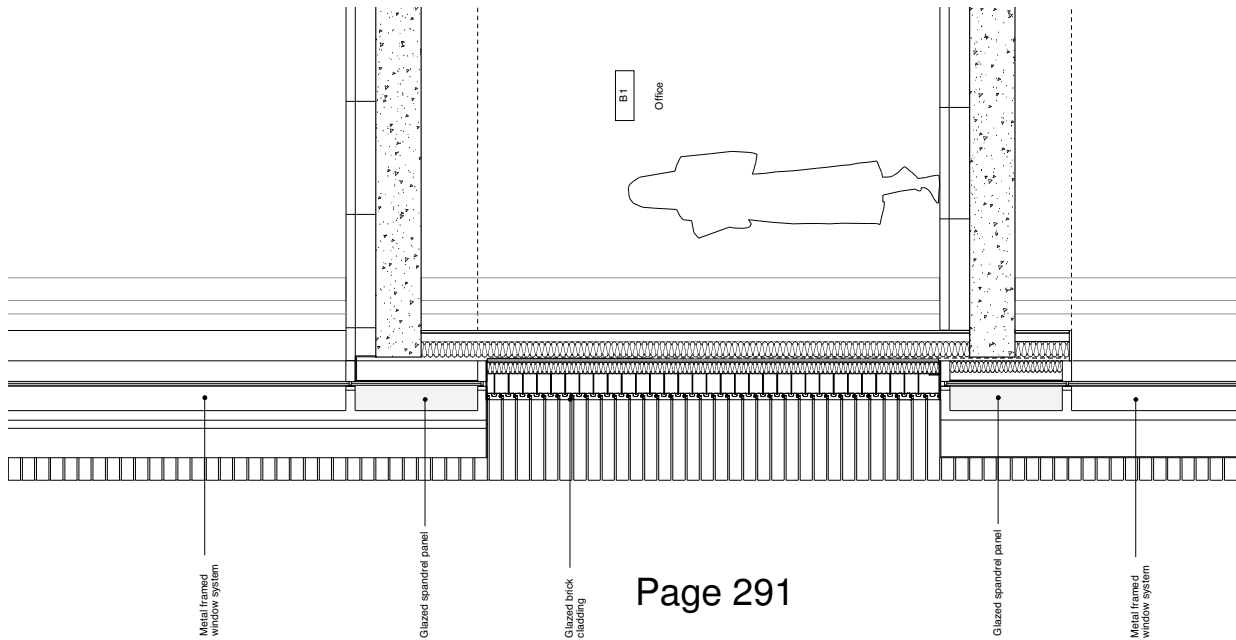 B1
Office
Metal framed
window system
Glazed spandrel panel
Glazed brick
cladding
Glazed spandrel panel
Metal framed
window system
Page 291